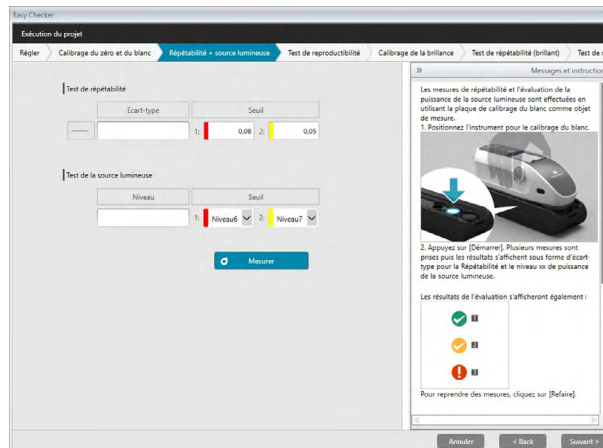 Easy Checker
Exécution du projet
Régler
Calibrage du zéro et du blanc
Répétabilité + source lumineuse
Test de reproductibilité
Calibrage de la brillance
Test de répétabilité (brillant)
Test de
Test de répétabilité
Ecart-type
Seuil
------
1:
0,08
2:
0,05
Test de la source lumineuse
Niveau
Seuil
1:
Niveau6
2:
Niveau7
Mesurer
»
Messages et instruction
Les mesures de répétabilité et l'évaluation de la
puissance de la source lumineuse sont effectuées en
utilisant la plaque de calibrage du blanc comme objet
de mesure.
1. Positionnez l'instrument pour le calibrage du blanc.
2. Appuyez sur [Démarrer]. Plusieurs mesures sont
prises puis les résultats s'affichent sous forme d'écart-
type pour la Répétabilité et le niveau xx de puissance
de la source lumineuse.
Les résultats de l'évaluation s'afficheront également :
1
2
3
Pour reprendre des mesures, cliquez sur [Refaire].
Annuler
< Back
Suivant >